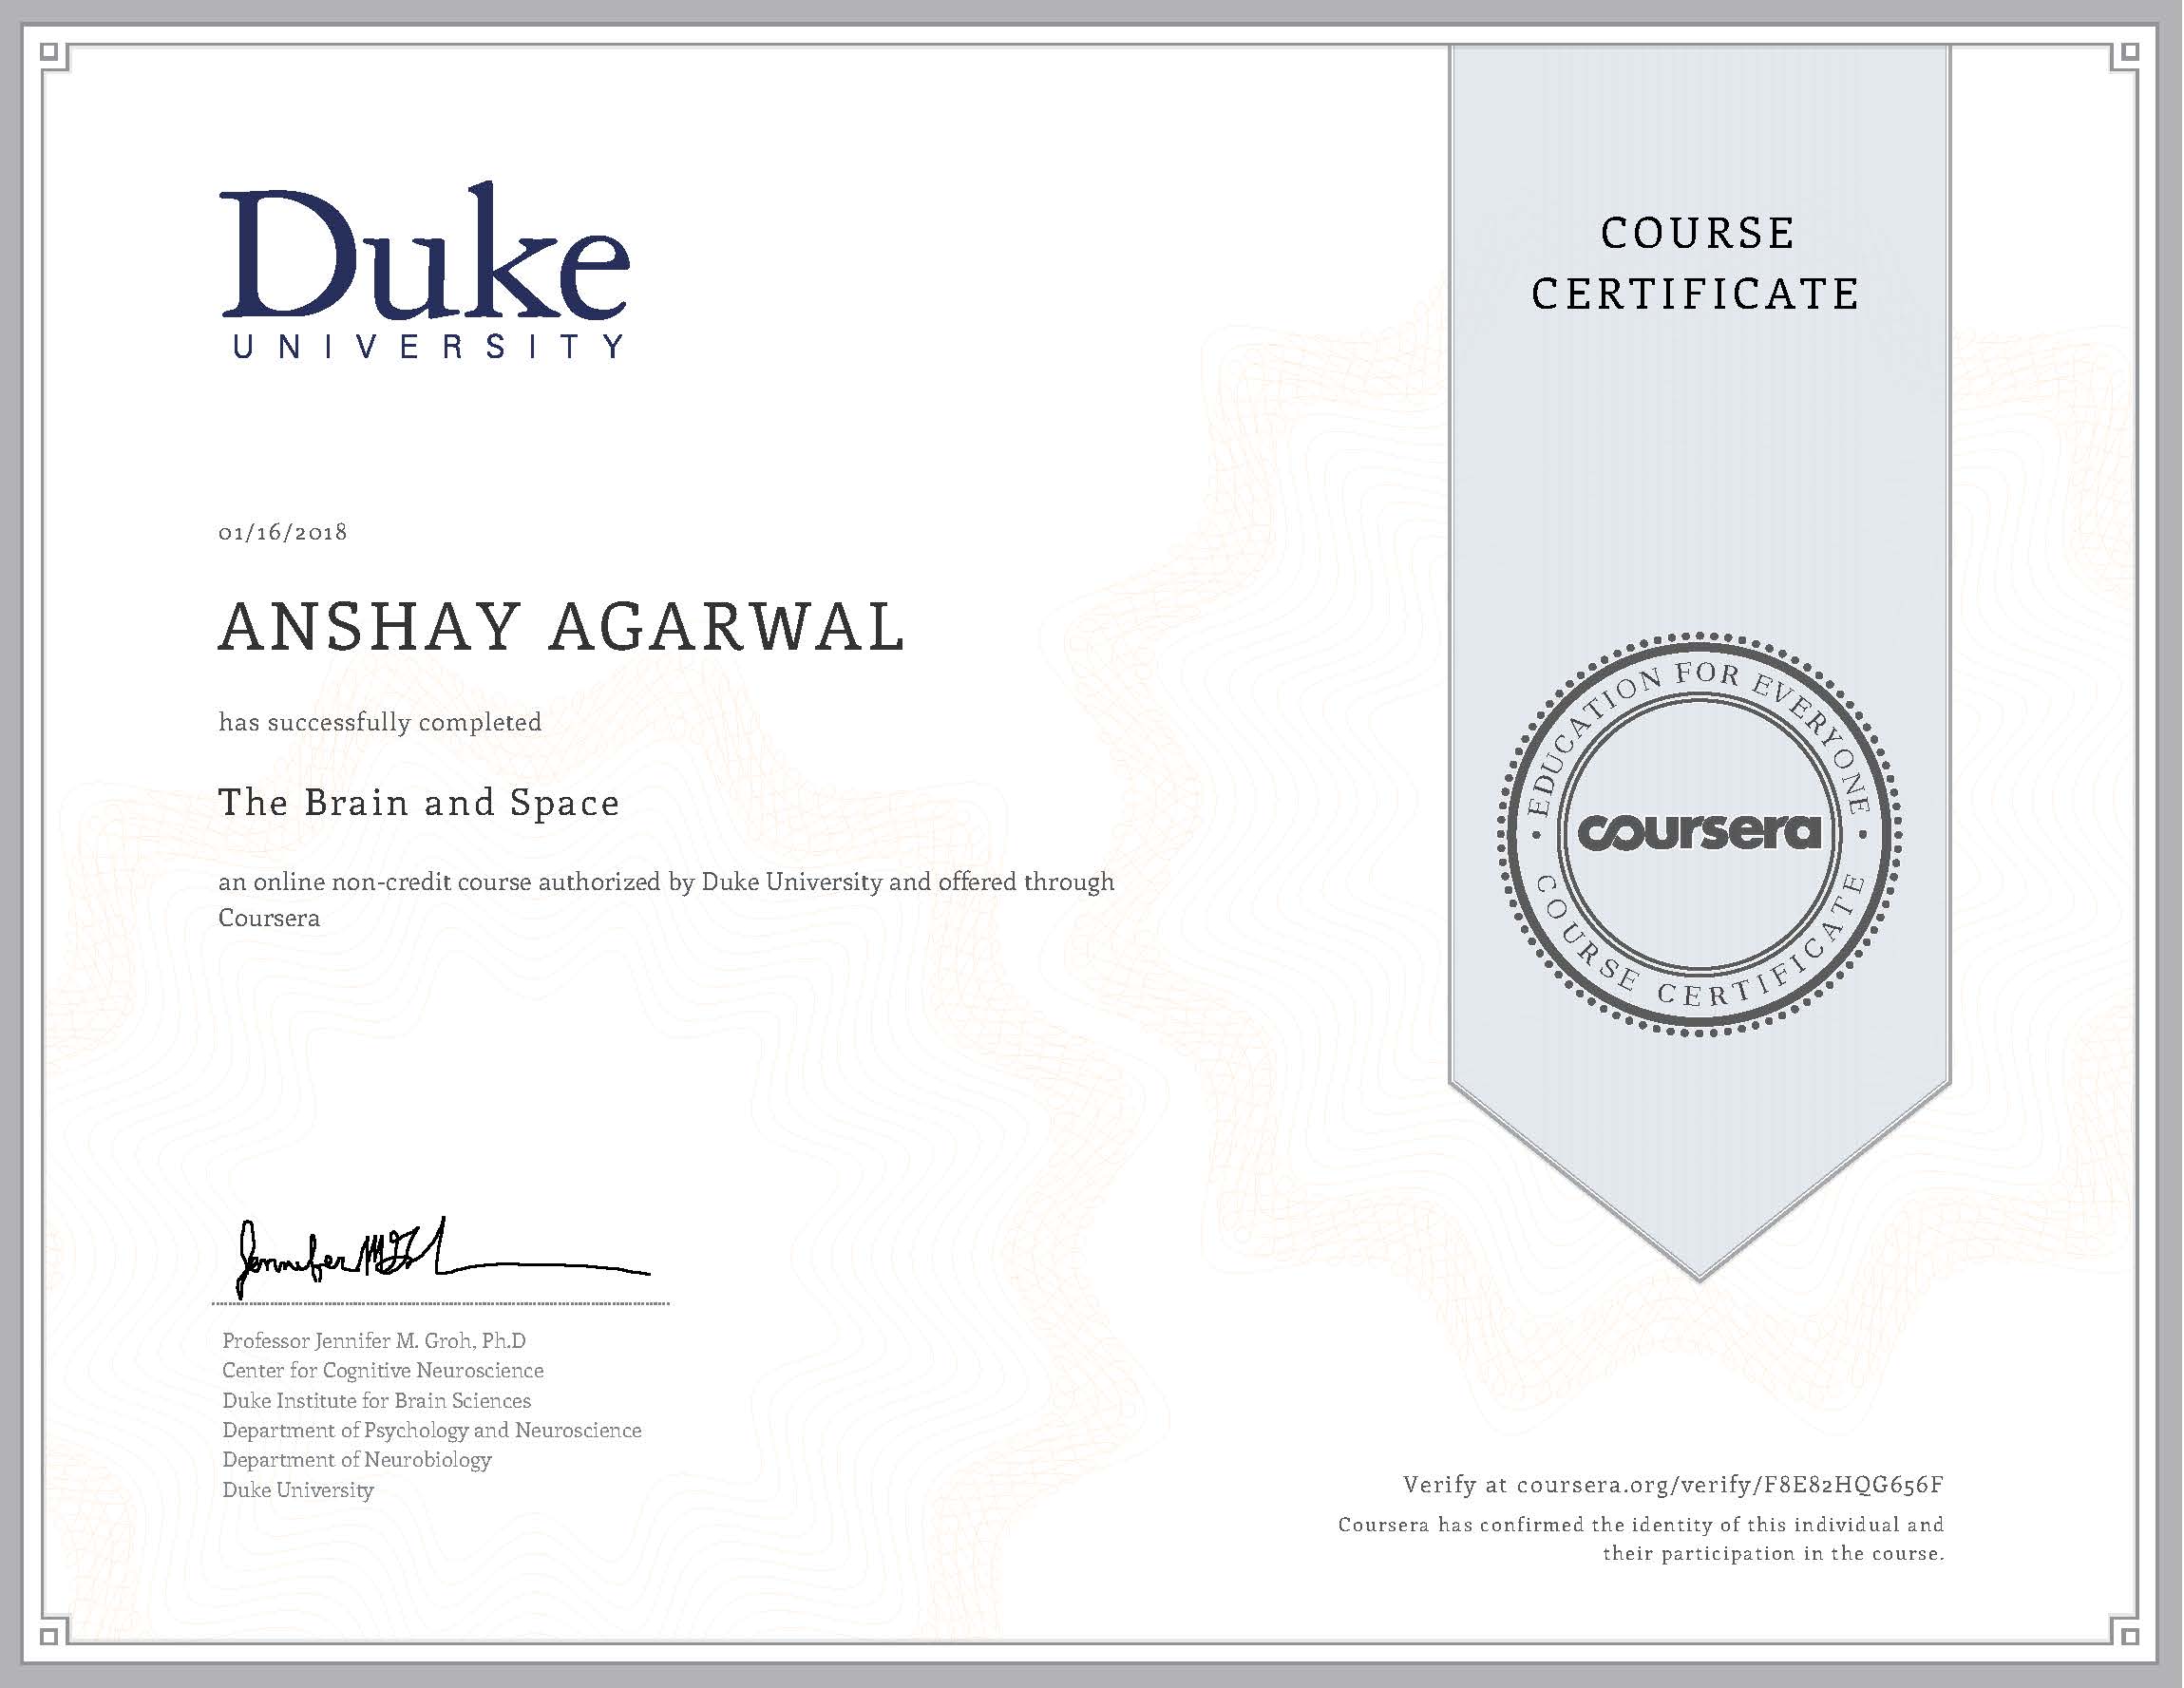 Duke
UNIVERSITY
COURSE
CERTIFICATE
01/16/2018
ANSHAY AGARWAL
has successfully completed
The Brain and Space
an online non-credit course authorized by Duke University and offered through
Coursera
EDUCATION FOR EVERYONE
coursera
COURSE CERTIFICATE
Jennifer M
Professor Jennifer M. Groh, Ph.D
Center for Cognitive Neuroscience
Duke Institute for Brain Sciences
Department of Psychology and Neuroscience
Department of Neurobiology
Duke University
Verify at coursera.org/verify/F8E82HQG656F
Coursera has confirmed the identity of this individual and
their participation in the course.